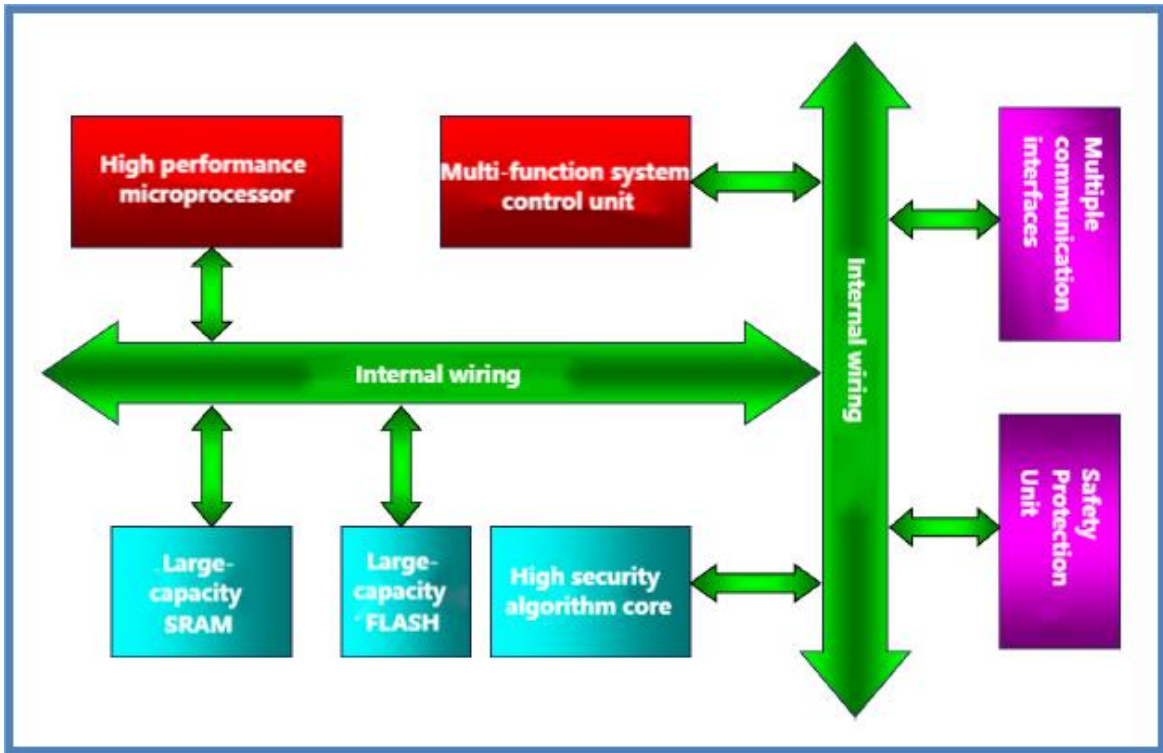 High performance
microprocessor
Multi-function system
control unit
Multiple
communication
interfaces
Internal wiring
Internal wiring
Large-
capacity
SRAM
Large-
capacity
FLASH
High security
algorithm core
Safety
Protection
Unit